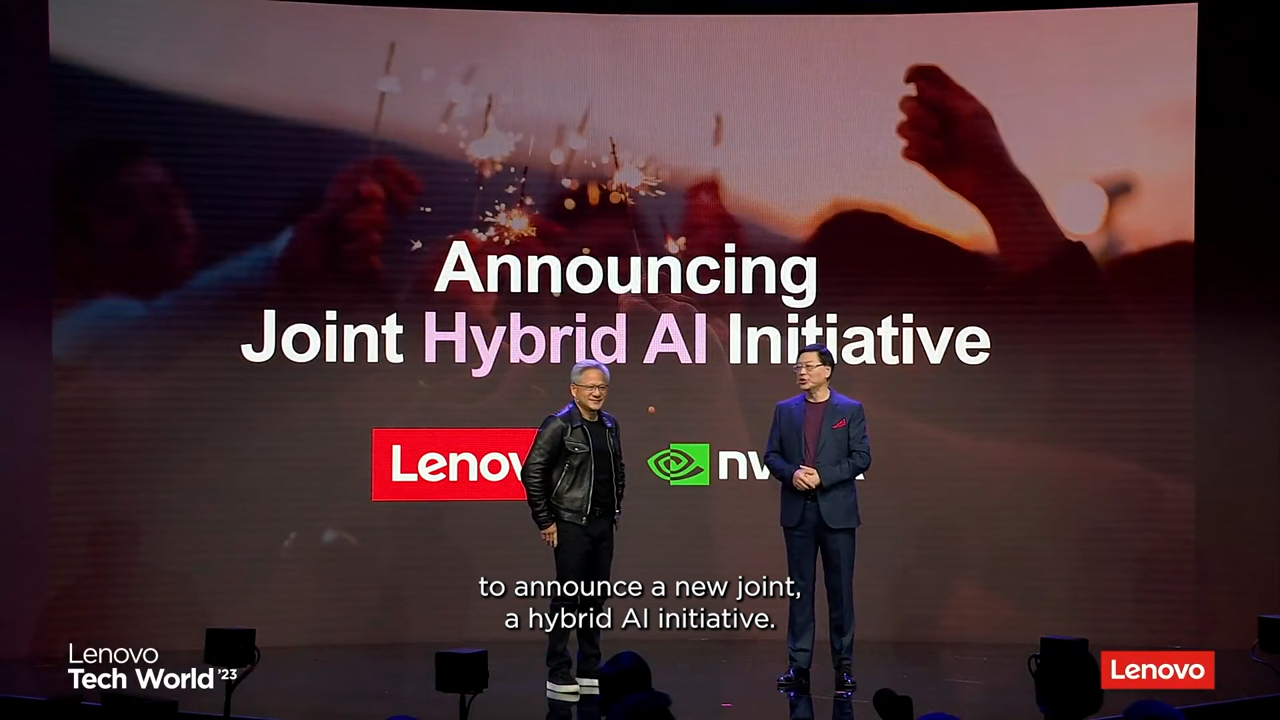 Announcing
Joint Hybrid AI Initiative
Lenov
to announce a new joint,
a hybrid AI initiative.
Lenovo
Tech World '23
Lenovo